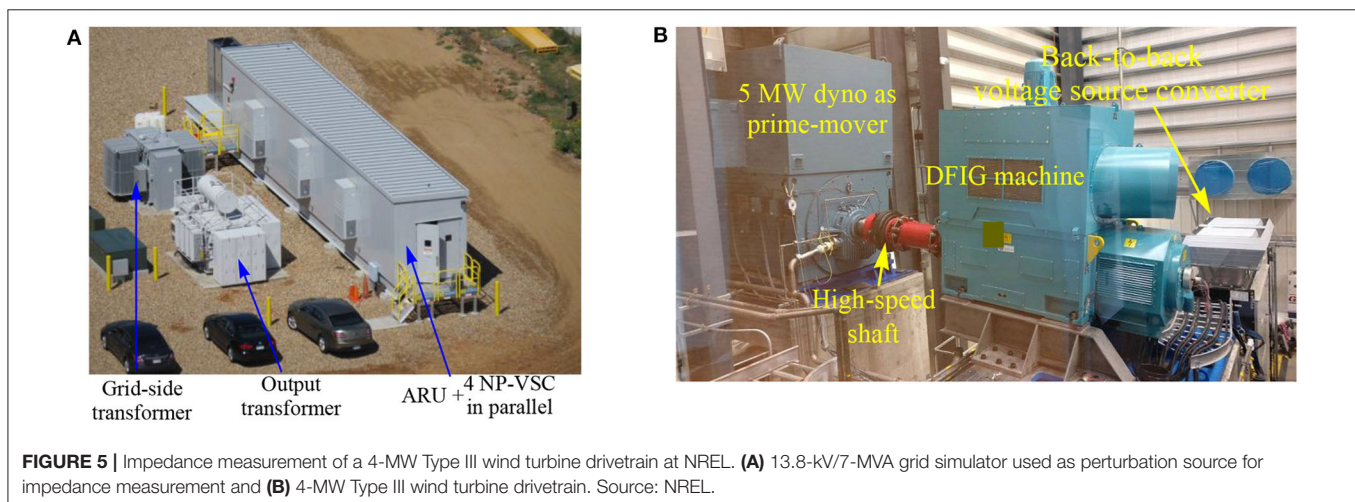 A
Grid-side
transformer
Output
transformer
ARU + 4 NP-VSC
in parallel
B
5 MW dyno as
prime-mover
Back-to-back
voltage source converter
DFIG machine
High-speed
shaft
FIGURE 5 | Impedance measurement of a 4-MW Type III wind turbine drivetrain at NREL. (A) 13.8-kV/7-MVA grid simulator used as perturbation source for
impedance measurement and (B) 4-MW Type III wind turbine drivetrain. Source: NREL.